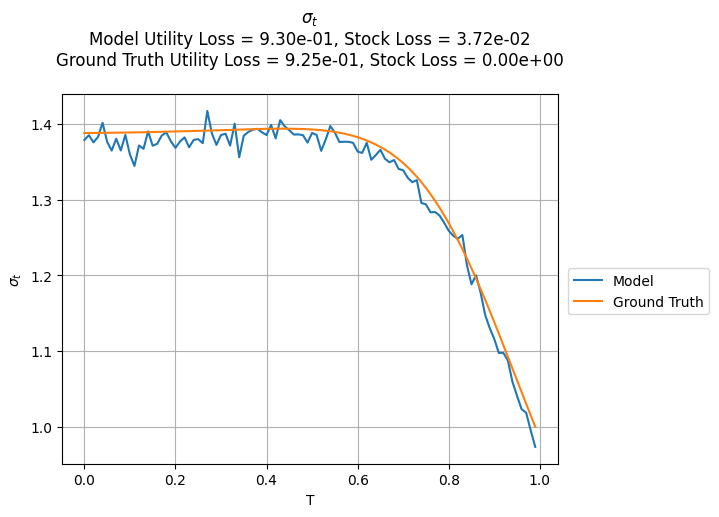 σt
Model Utility Loss = 9.30e-01, Stock Loss = 3.72e-02
Ground Truth Utility Loss = 9.25e-01, Stock Loss = 0.00e+00
1.4
1.3
1.2
1.1
1.0
σt
0.0 0.2 0.4 0.6 0.8 1.0
T
Model
Ground Truth